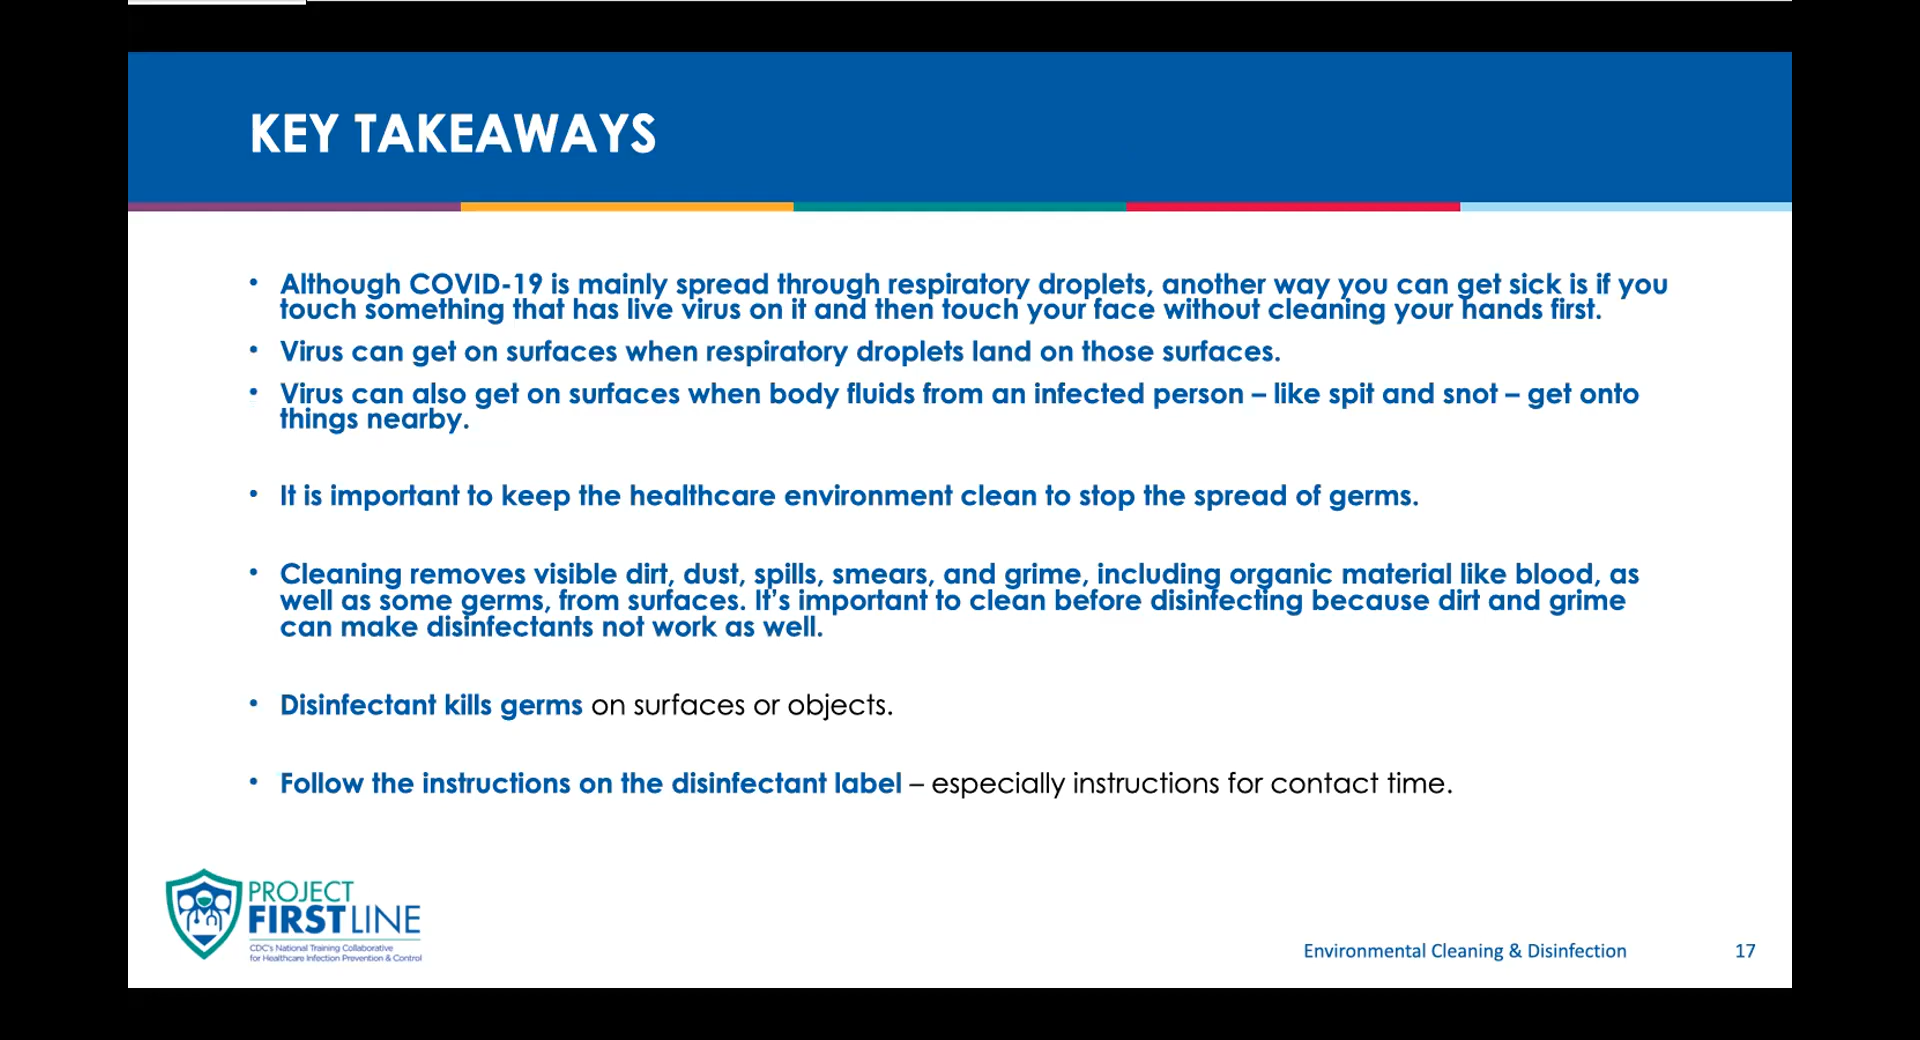 KEY TAKEAWAYS
• Although COVID-19 is mainly spread through respiratory droplets, another way you can get sick is if you
touch something that has live virus on it and then touch your face without cleaning your hands first.
• Virus can get on surfaces when respiratory droplets land on those surfaces.
• Virus can also get on surfaces when body fluids from an infected person – like spit and snot – get onto
things nearby.
• It is important to keep the healthcare environment clean to stop the spread of germs.
• Cleaning removes visible dirt, dust, spills, smears, and grime, including organic material like blood, as
well as some germs, from surfaces. It’s important to clean before disinfecting because dirt and grime
can make disinfectants not work as well.
• Disinfectant kills germs on surfaces or objects.
• Follow the instructions on the disinfectant label – especially instructions for contact time.
PROJECT
FIRSTLINE
CDC's National Training Collaborative
for Healthcare Infection Prevention & Control
Environmental Cleaning & Disinfection
17